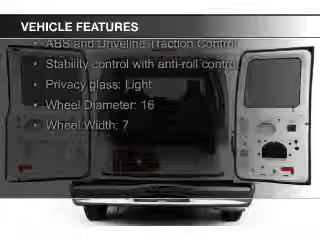 VEHICLE FEATURES
• ABS and Driveline Traction Control
• Stability control with anti-roll control
• Privacy glass: Light
• Wheel Diameter: 16
• Wheel Width: 7